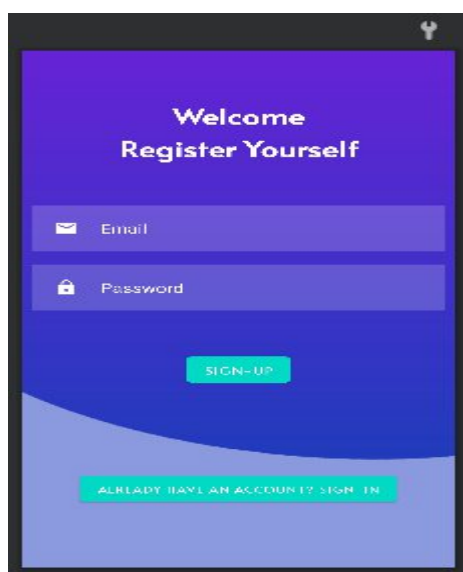 Welcome
Register Yourself
Email
Password
SIGN-UP
ALREADY HAVE AN ACCOUNT? SIGN-IN